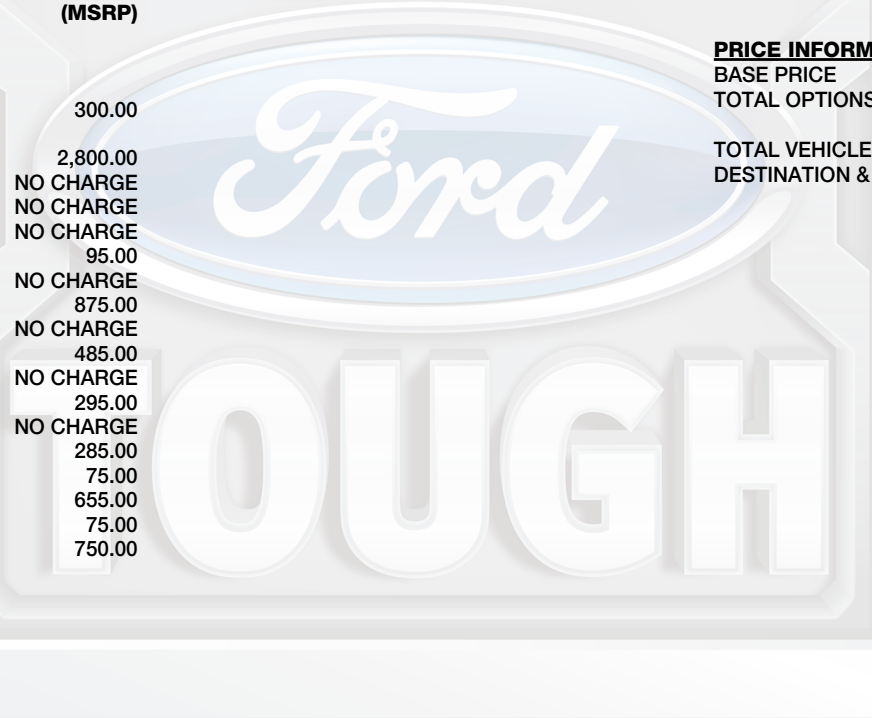 (MSRP)
300.00
2,800.00
NO CHARGE
NO CHARGE
NO CHARGE
95.00
NO CHARGE
875.00
NO CHARGE
485.00
NO CHARGE
295.00
NO CHARGE
285.00
75.00
655.00
75.00
750.00
PRICE INFORM
BASE PRICE
TOTAL OPTIONS
TOTAL VEHICLE
DESTINATION &
Ford
TOUGH